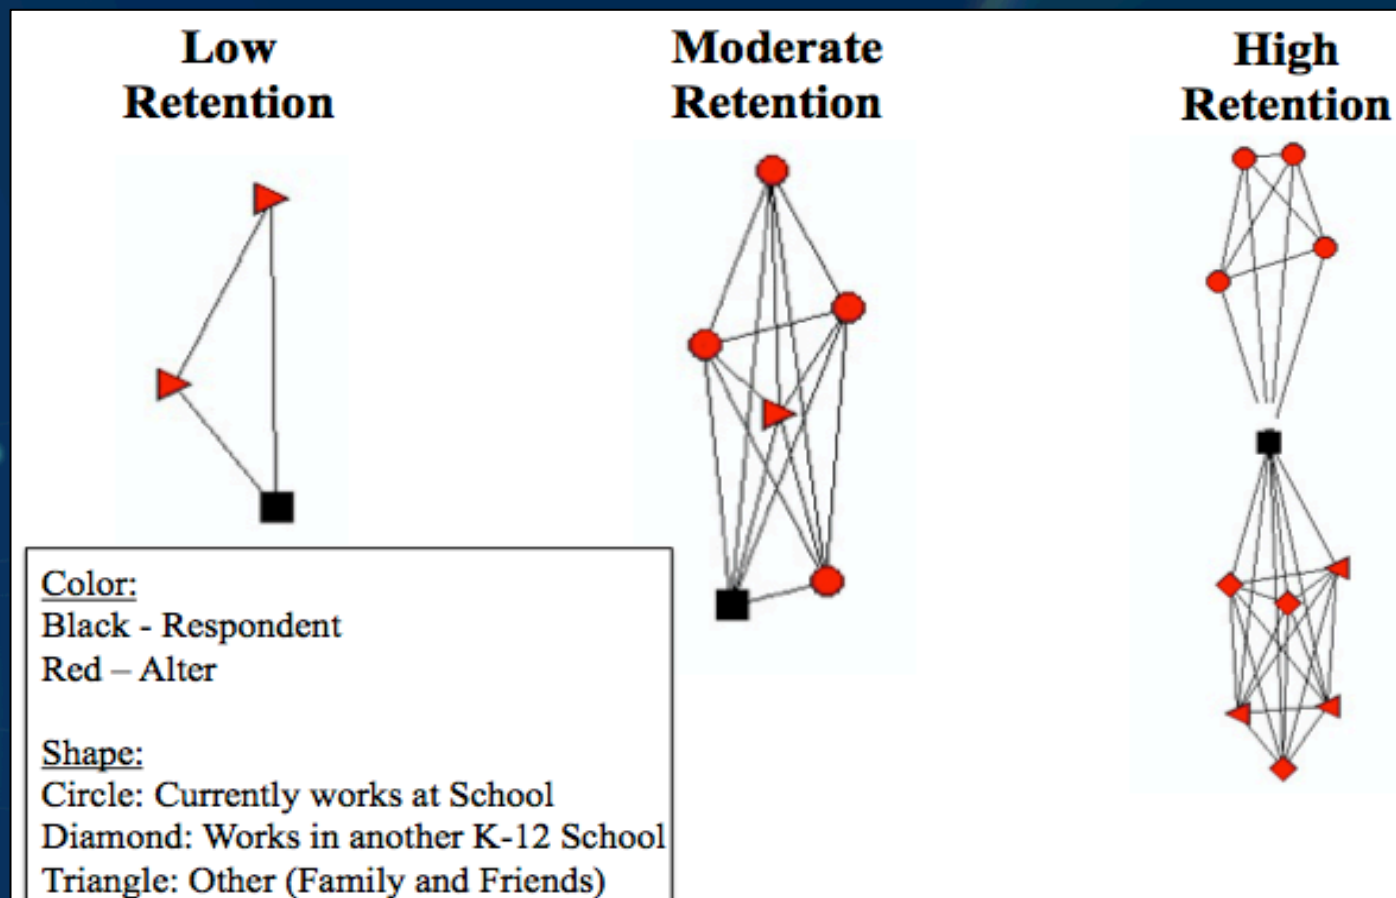 Low
Retention
Moderate
Retention
High
Retention
Color:
Black - Respondent
Red – Alter
Shape:
Circle: Currently works at School
Diamond: Works in another K-12 School
Triangle: Other (Family and Friends)